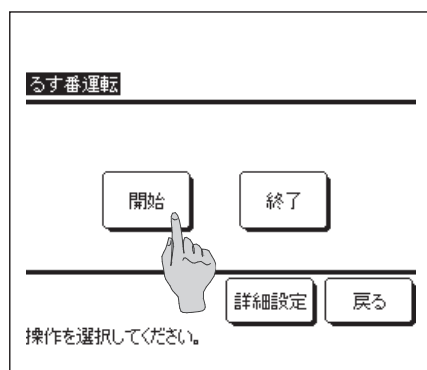 るす番運転
開始 終了
詳細設定 戻る
操作を選択してください。